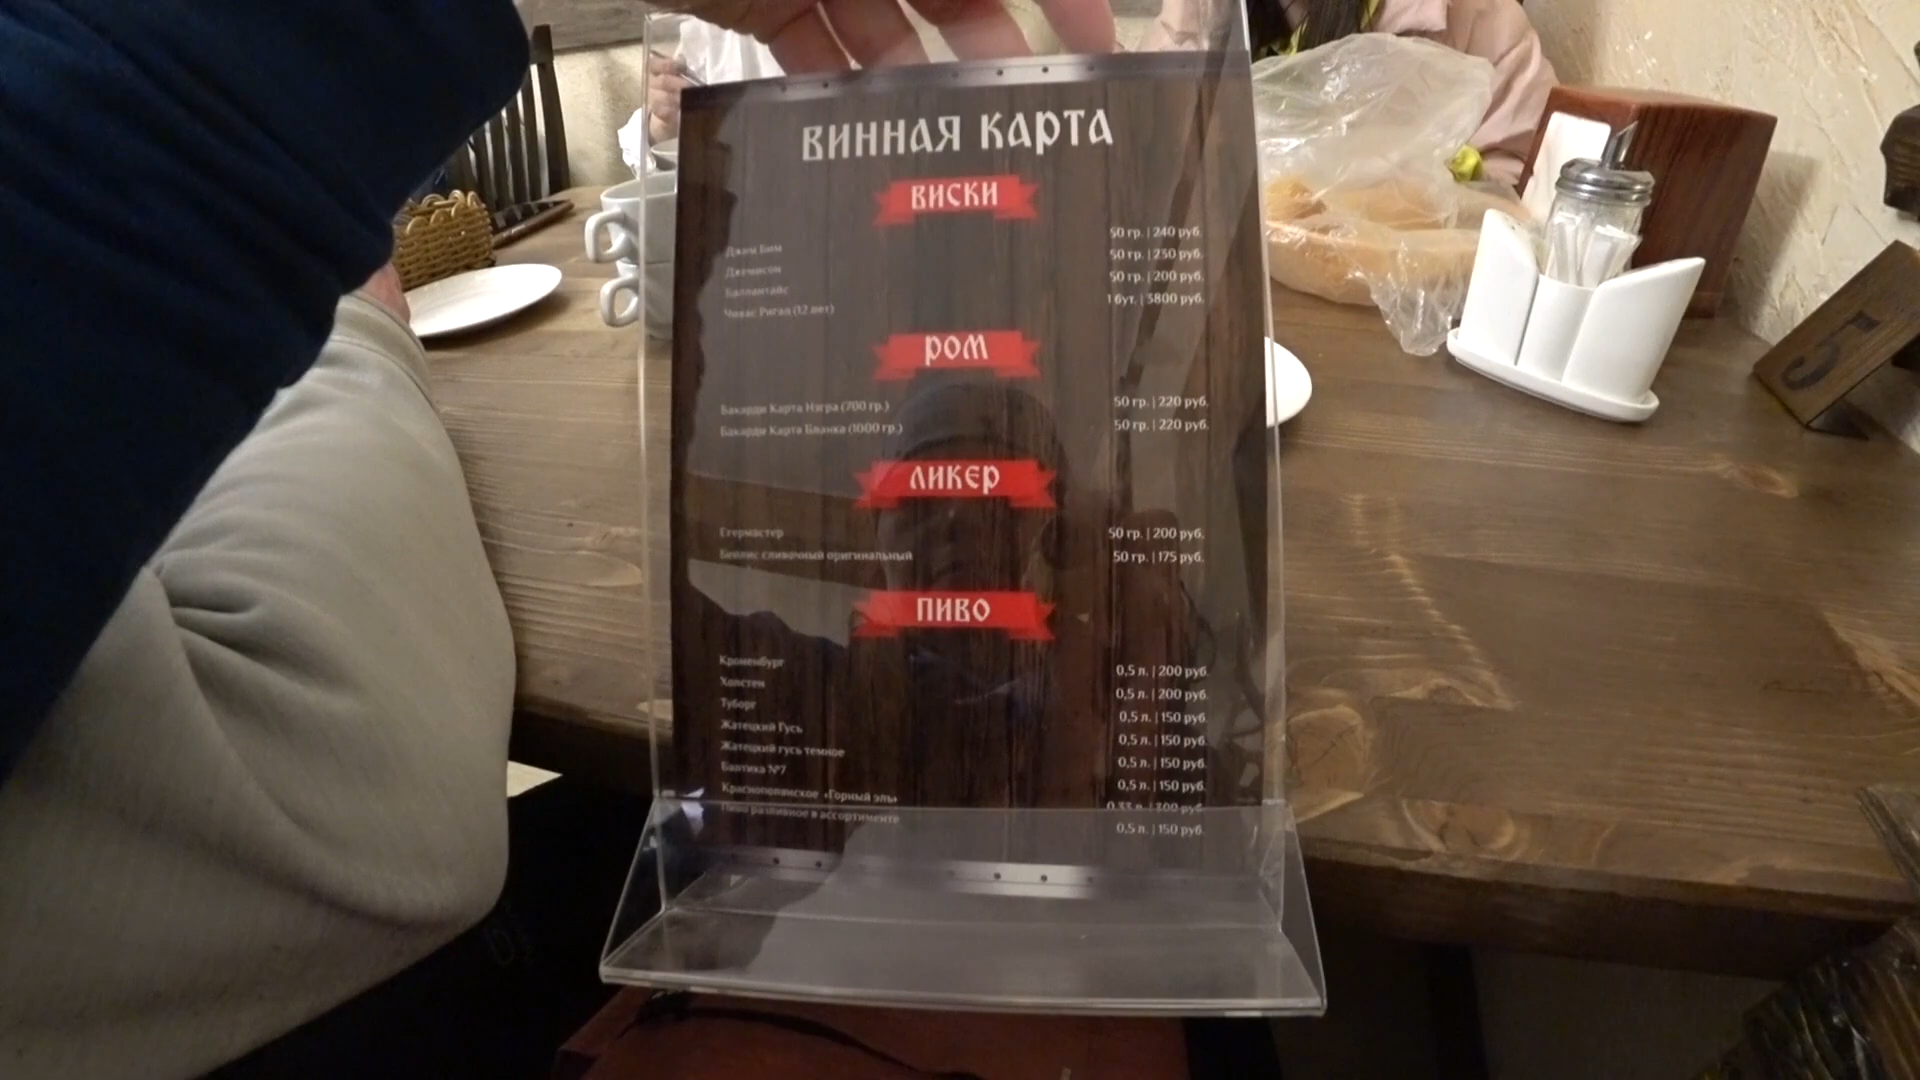 ВИННАЯ КАРТА
ВИСКИ
Джим Бим 50 гр. | 240 руб.
Джемисон 50 гр. | 230 руб.
Баллантайс 50 гр. | 200 руб.
Чивас Ригал (12 лет) 1 бут. | 3800 руб.
РОМ
Бакарди Карта Нэгра (700 гр.) 50 гр. | 220 руб.
Бакарди Карта Бланка (1000 гр.) 50 гр. | 220 руб.
ЛИКЕР
Егермастер 50 гр. | 200 руб.
Бейлис сливочный оригинальный 50 гр. | 175 руб.
ПИВО
Кроненбург 0,5 л. | 200 руб.
Холстен 0,5 л. | 200 руб.
Туборг 0,5 л. | 150 руб.
Жатецкий Гусь 0,5 л. | 150 руб.
Жатецкий гусь темное 0,5 л. | 150 руб.
Балтика №7 0,5 л. | 150 руб.
Краснополянское «Горный эль» 0,33 л. | 300 руб.
Пиво разливное в ассортименте 0,5 л. | 150 руб.
5